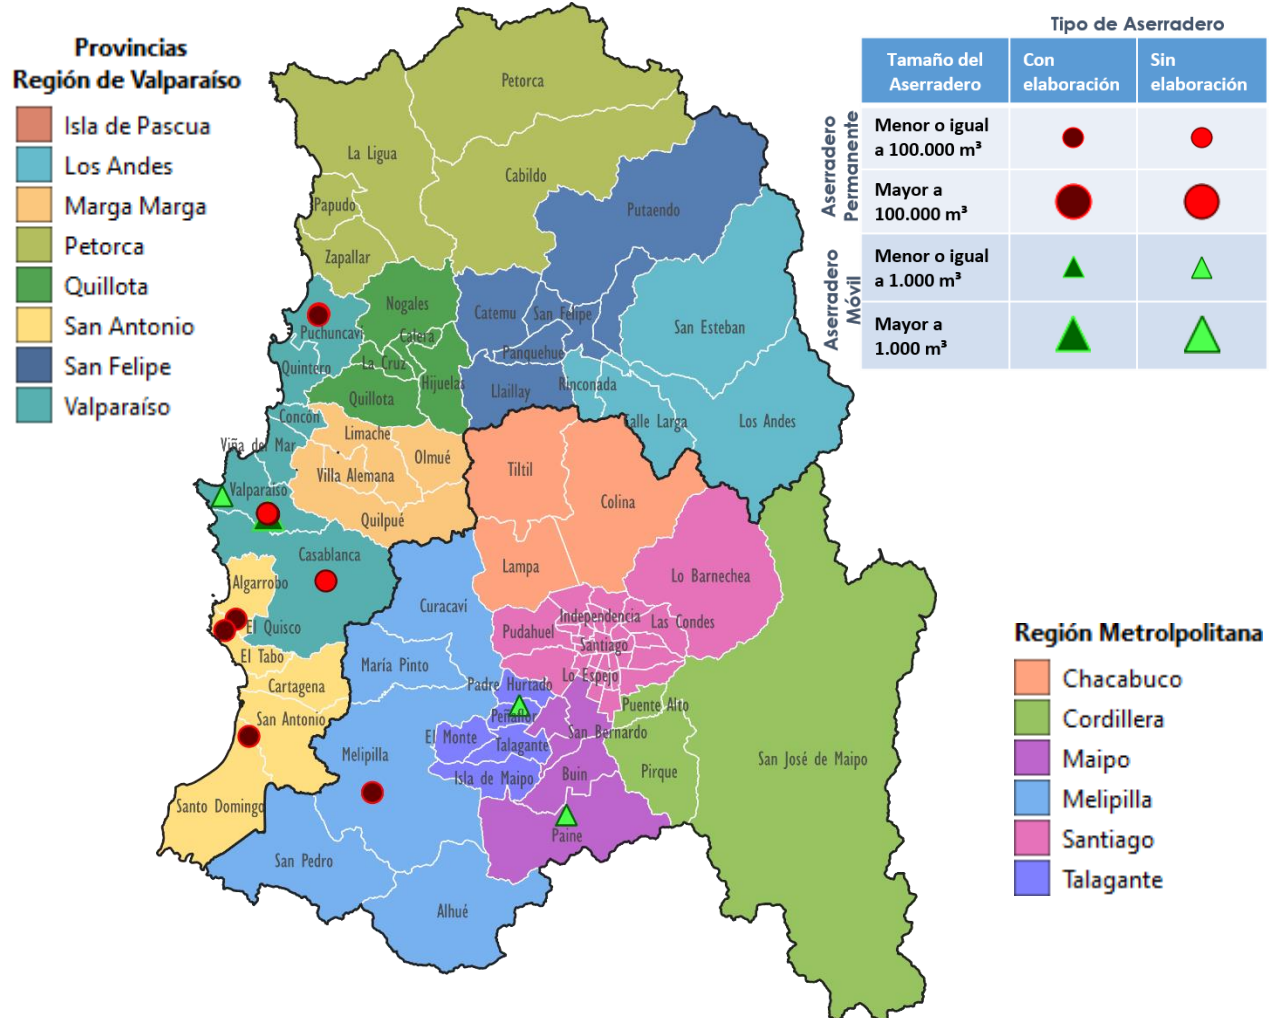 Provincias
Región de Valparaíso
Isla de Pascua
Los Andes
Marga Marga
Petorca
Quillota
San Antonio
San Felipe
Valparaíso
Tipo de Aserradero
Tamaño del
Aserradero
Con
elaboración
Sin
elaboración
Aserradero
Permanente
Menor o igual
a 100.000 m³
Mayor a
100.000 m³
Aserradero
Móvil
Menor o igual
a 1.000 m³
Mayor a
1.000 m³
Petorca
La Ligua
Cabildo
Papudo
Putaendo
Zapallar
Nogales
Catemu
San Felipe
San Esteban
Puchuncaví
Calera
Panquehue
Quintero
La Cruz
Hijuelas
Rinconada
Llaillay
Quillota
Concón
Calle Larga
Los Andes
Limache
Viña del Mar
Olmué
Tiltil
Villa Alemana
Valparaíso
Colina
Quilpué
Casablanca
Lampa
Lo Barnechea
Algarrobo
Curacaví
Independencia
Las Condes
El Quisco
Pudahuel
Santiago
El Tabo
María Pinto
Lo Espejo
Cartagena
Padre Hurtado
Puente Alto
San Antonio
Peñaflor
San Bernardo
El Monte
Talagante
Melipilla
San José de Maipo
Pirque
Buin
Isla de Maipo
Santo Domingo
Paine
San Pedro
Alhué
Región Metrolpolitana
Chacabuco
Cordillera
Maipo
Melipilla
Santiago
Talagante